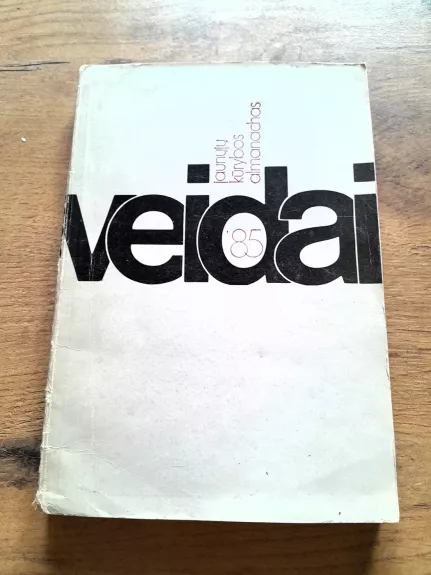 Jaunųjų
kūrybos
almanachas
veidai
'85